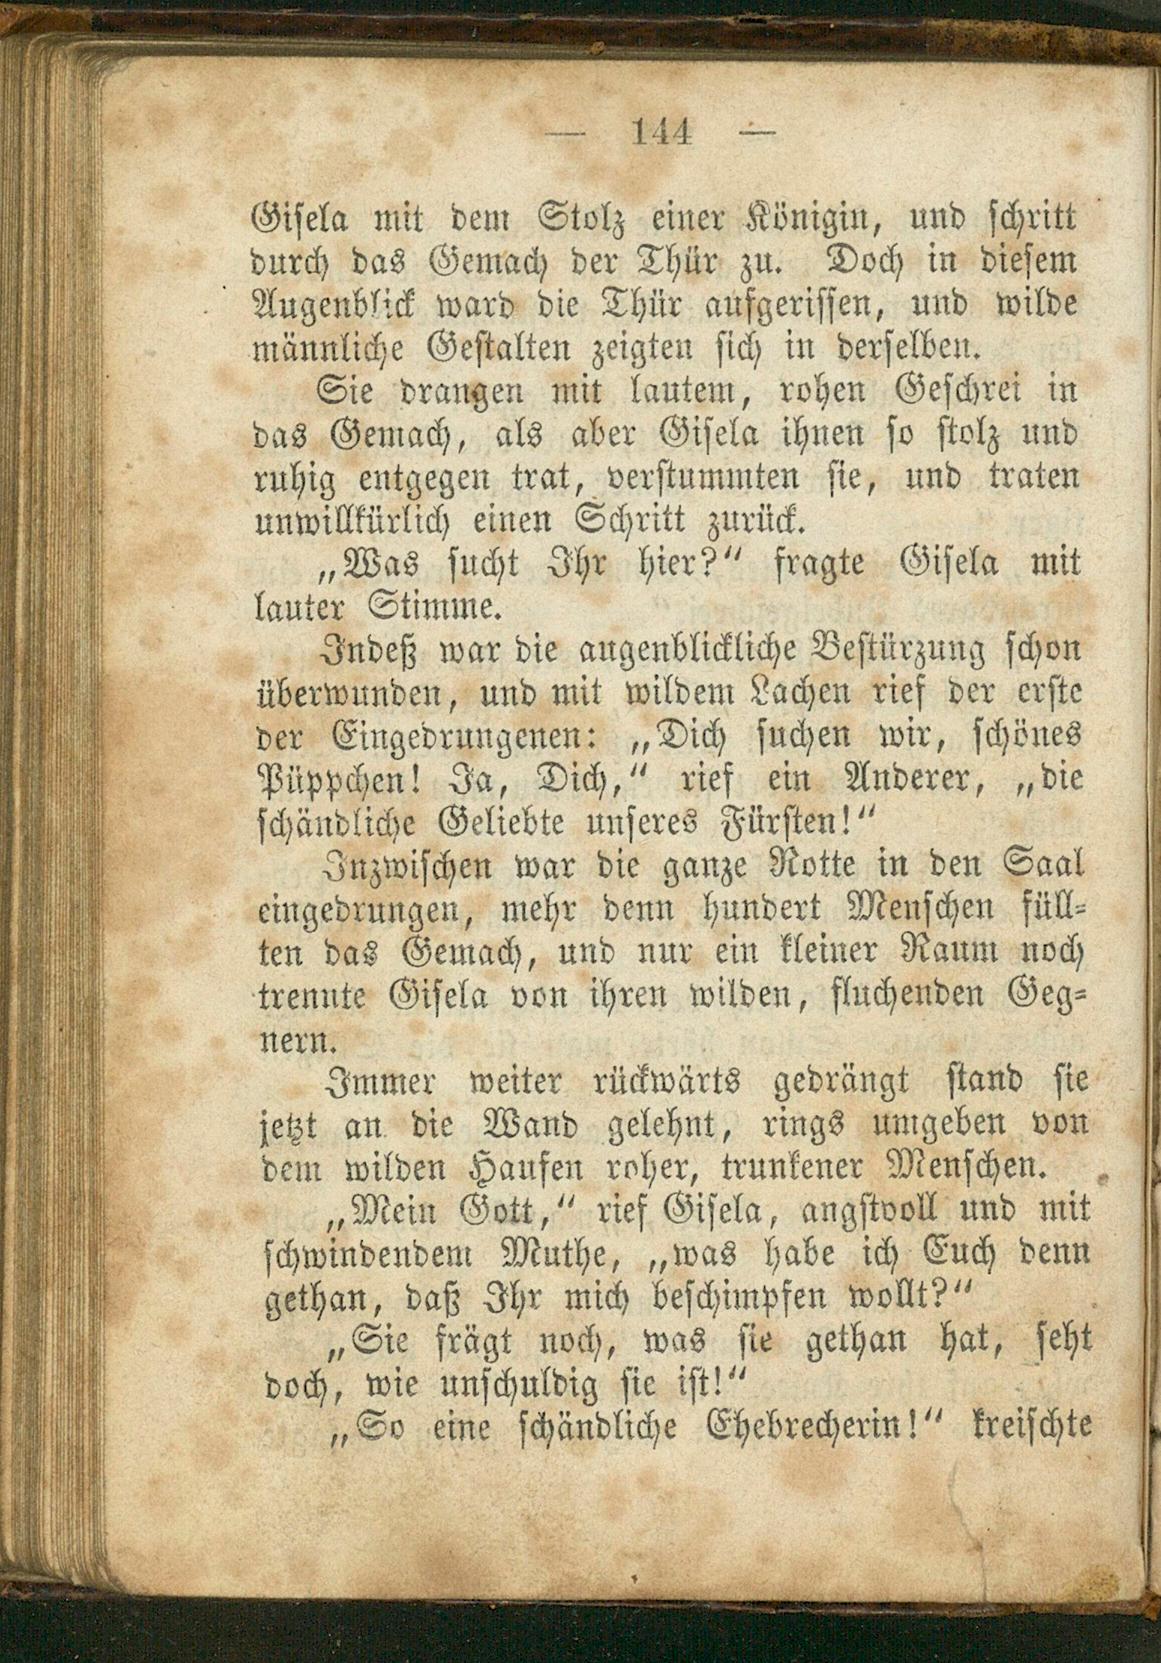 — 144 —
Gisela mit dem Stolz einer Königin, und schritt
durch das Gemach der Thür zu. Doch in diesem
Augenblick ward die Thür aufgerissen, und wilde
männliche Gestalten zeigten sich in derselben.
Sie drangen mit lautem, rohen Geschrei in
das Gemach, als aber Gisela ihnen so stolz und
ruhig entgegen trat, verstummten sie, und traten
unwillkürlich einen Schritt zurück.
„Was sucht Ihr hier?“ fragte Gisela mit
lauter Stimme.
Indeß war die augenblickliche Bestürzung schon
überwunden, und mit wildem Lachen rief der erste
der Eingedrungenen: „Dich suchen wir, schönes
Püppchen! Ja, Dich,“ rief ein Anderer, „die
schändliche Geliebte unseres Fürsten!“
Inzwischen war die ganze Rotte in den Saal
eingedrungen, mehr denn hundert Menschen füll-
ten das Gemach, und nur ein kleiner Raum noch
trennte Gisela von ihren wilden, fluchenden Geg-
nern.
Immer weiter rückwärts gedrängt stand sie
jetzt an die Wand gelehnt, rings umgeben von
dem wilden Haufen roher, trunkener Menschen.
„Mein Gott,“ rief Gisela, angstvoll und mit
schwindendem Muthe, „was habe ich Euch denn
gethan, daß Ihr mich beschimpfen wollt?“
„Sie frägt noch, was sie gethan hat, seht
doch, wie unschuldig sie ist!“
„So eine schändliche Ehebrecherin!“ kreischte